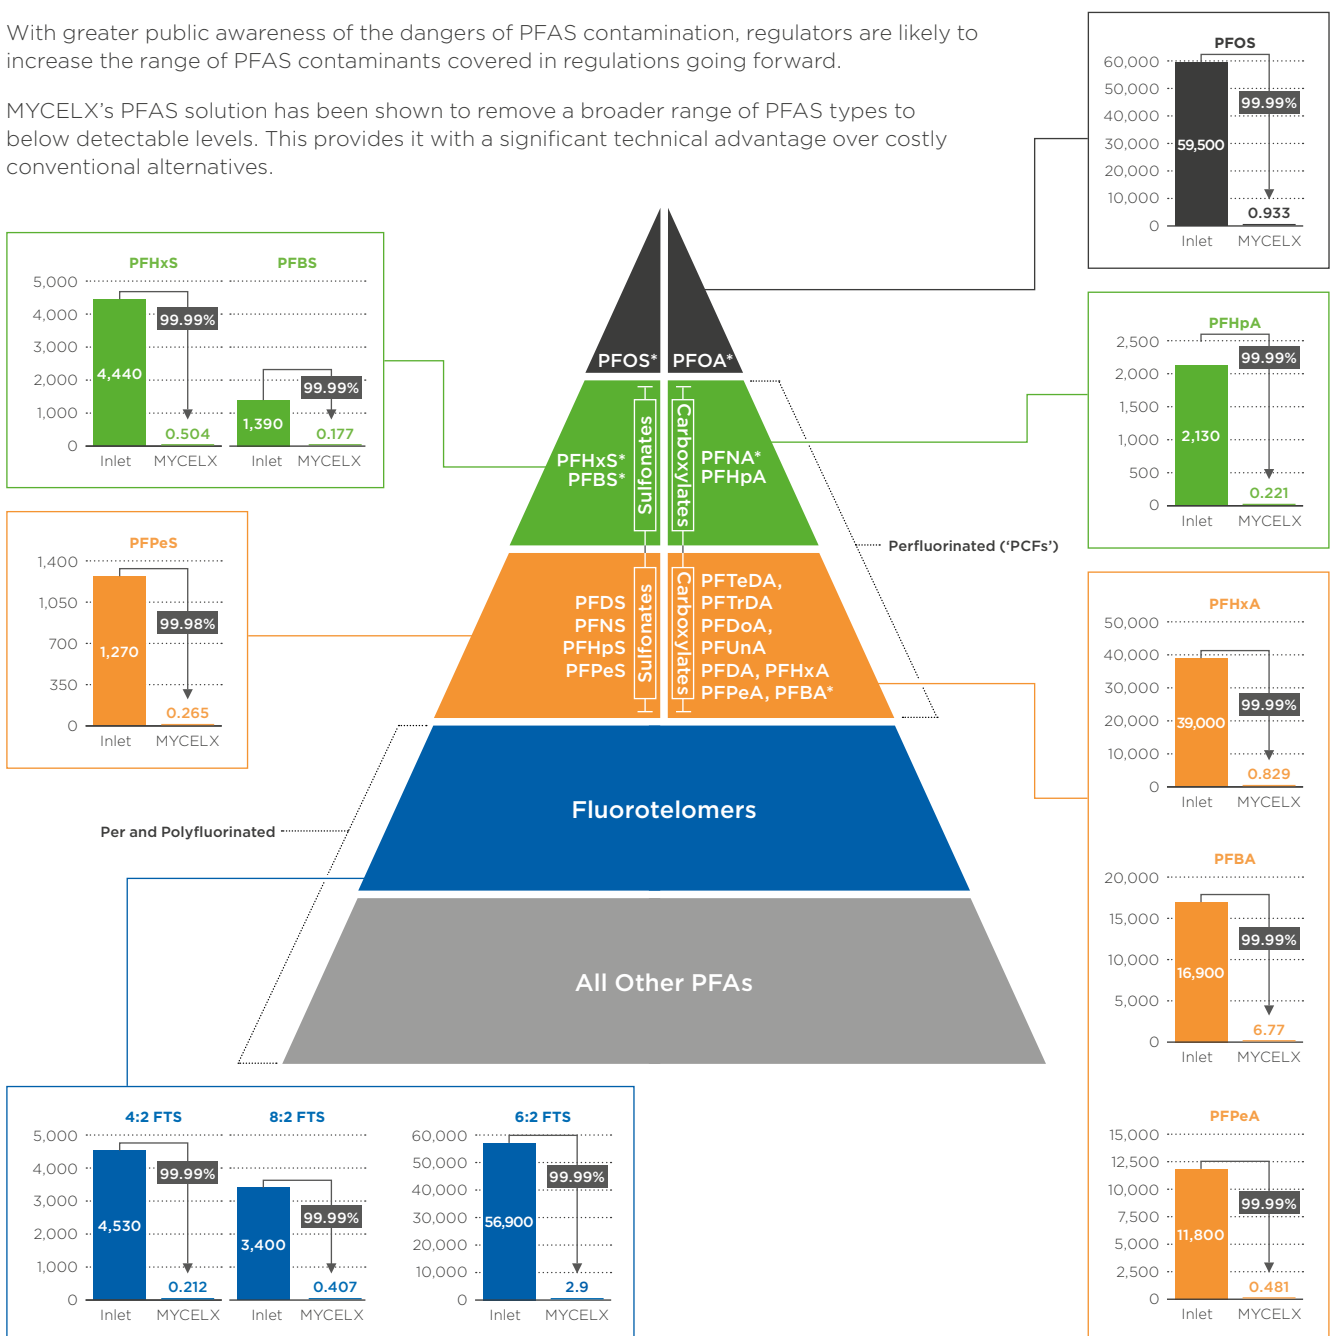 With greater public awareness of the dangers of PFAS contamination, regulators are likely to
increase the range of PFAS contaminants covered in regulations going forward.
MYCELX's PFAS solution has been shown to remove a broader range of PFAS types to
below detectable levels. This provides it with a significant technical advantage over costly
conventional alternatives.
PFOS
60,000
50,000
40,000
30,000
20,000
10,000
0
59,500
99.99%
0.933
Inlet MYCELX
PFHxS PFBS
5,000
4,000
3,000
2,000
1,000
0
4,440
99.99%
0.504
1,390
99.99%
0.177
Inlet MYCELX Inlet MYCELX
PFHpA
2,500
2,000
1,500
1,000
500
0
2,130
99.99%
0.221
Inlet MYCELX
PFOS* PFOA*
Sulfonates
Carboxylates
PFHxS*
PFBS*
PFNA*
PFHpA
Perfluorinated (‘PCFs’)
PFPeS
1,400
1,050
700
350
0
1,270
99.98%
0.265
Inlet MYCELX
PFDS
PFNS
PFHpS
PFPeS
Sulfonates
Carboxylates
PFTeDA,
PFTrDA
PFDoA,
PFUnA
PFDA, PFHxA
PFPeA, PFBA*
PFHxA
50,000
40,000
30,000
20,000
10,000
0
39,000
99.99%
0.829
Inlet MYCELX
Fluorotelomers
Per and Polyfluorinated
All Other PFAs
PFBA
20,000
15,000
10,000
5,000
0
16,900
99.99%
6.77
Inlet MYCELX
4:2 FTS 8:2 FTS
5,000
4,000
3,000
2,000
1,000
0
4,530
99.99%
0.212
3,400
99.99%
0.407
Inlet MYCELX Inlet MYCELX
6:2 FTS
60,000
50,000
40,000
30,000
20,000
10,000
0
56,900
99.99%
2.9
Inlet MYCELX
PFPeA
15,000
12,500
10,000
7,500
5,000
2,500
0
11,800
99.99%
0.481
Inlet MYCELX